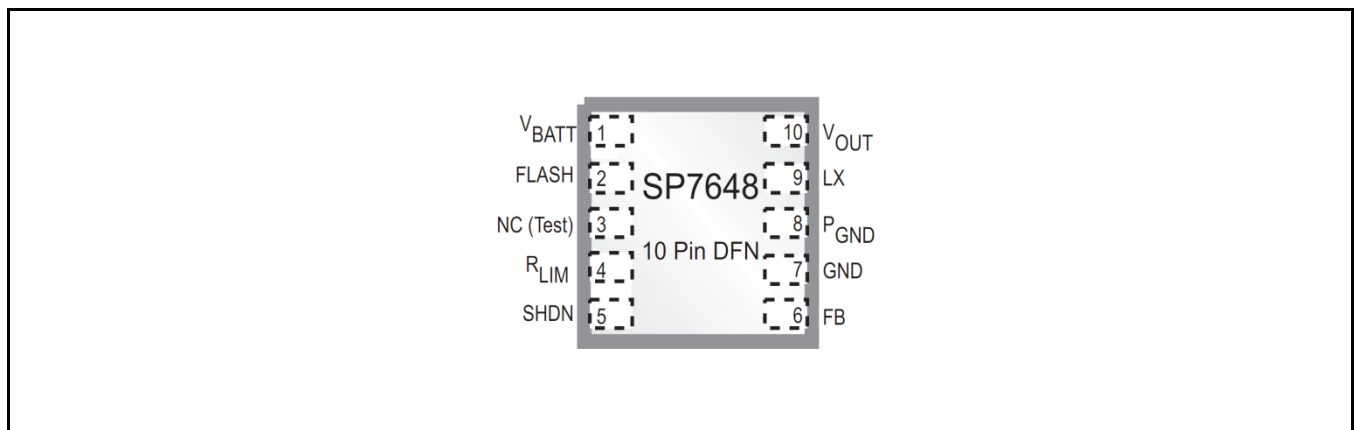 VBATT 1
FLASH 2
NC (Test) 3
RLIM 4
SHDN 5
SP7648
10 Pin DFN
10 VOUT
9 LX
8 PGND
7 GND
6 FB